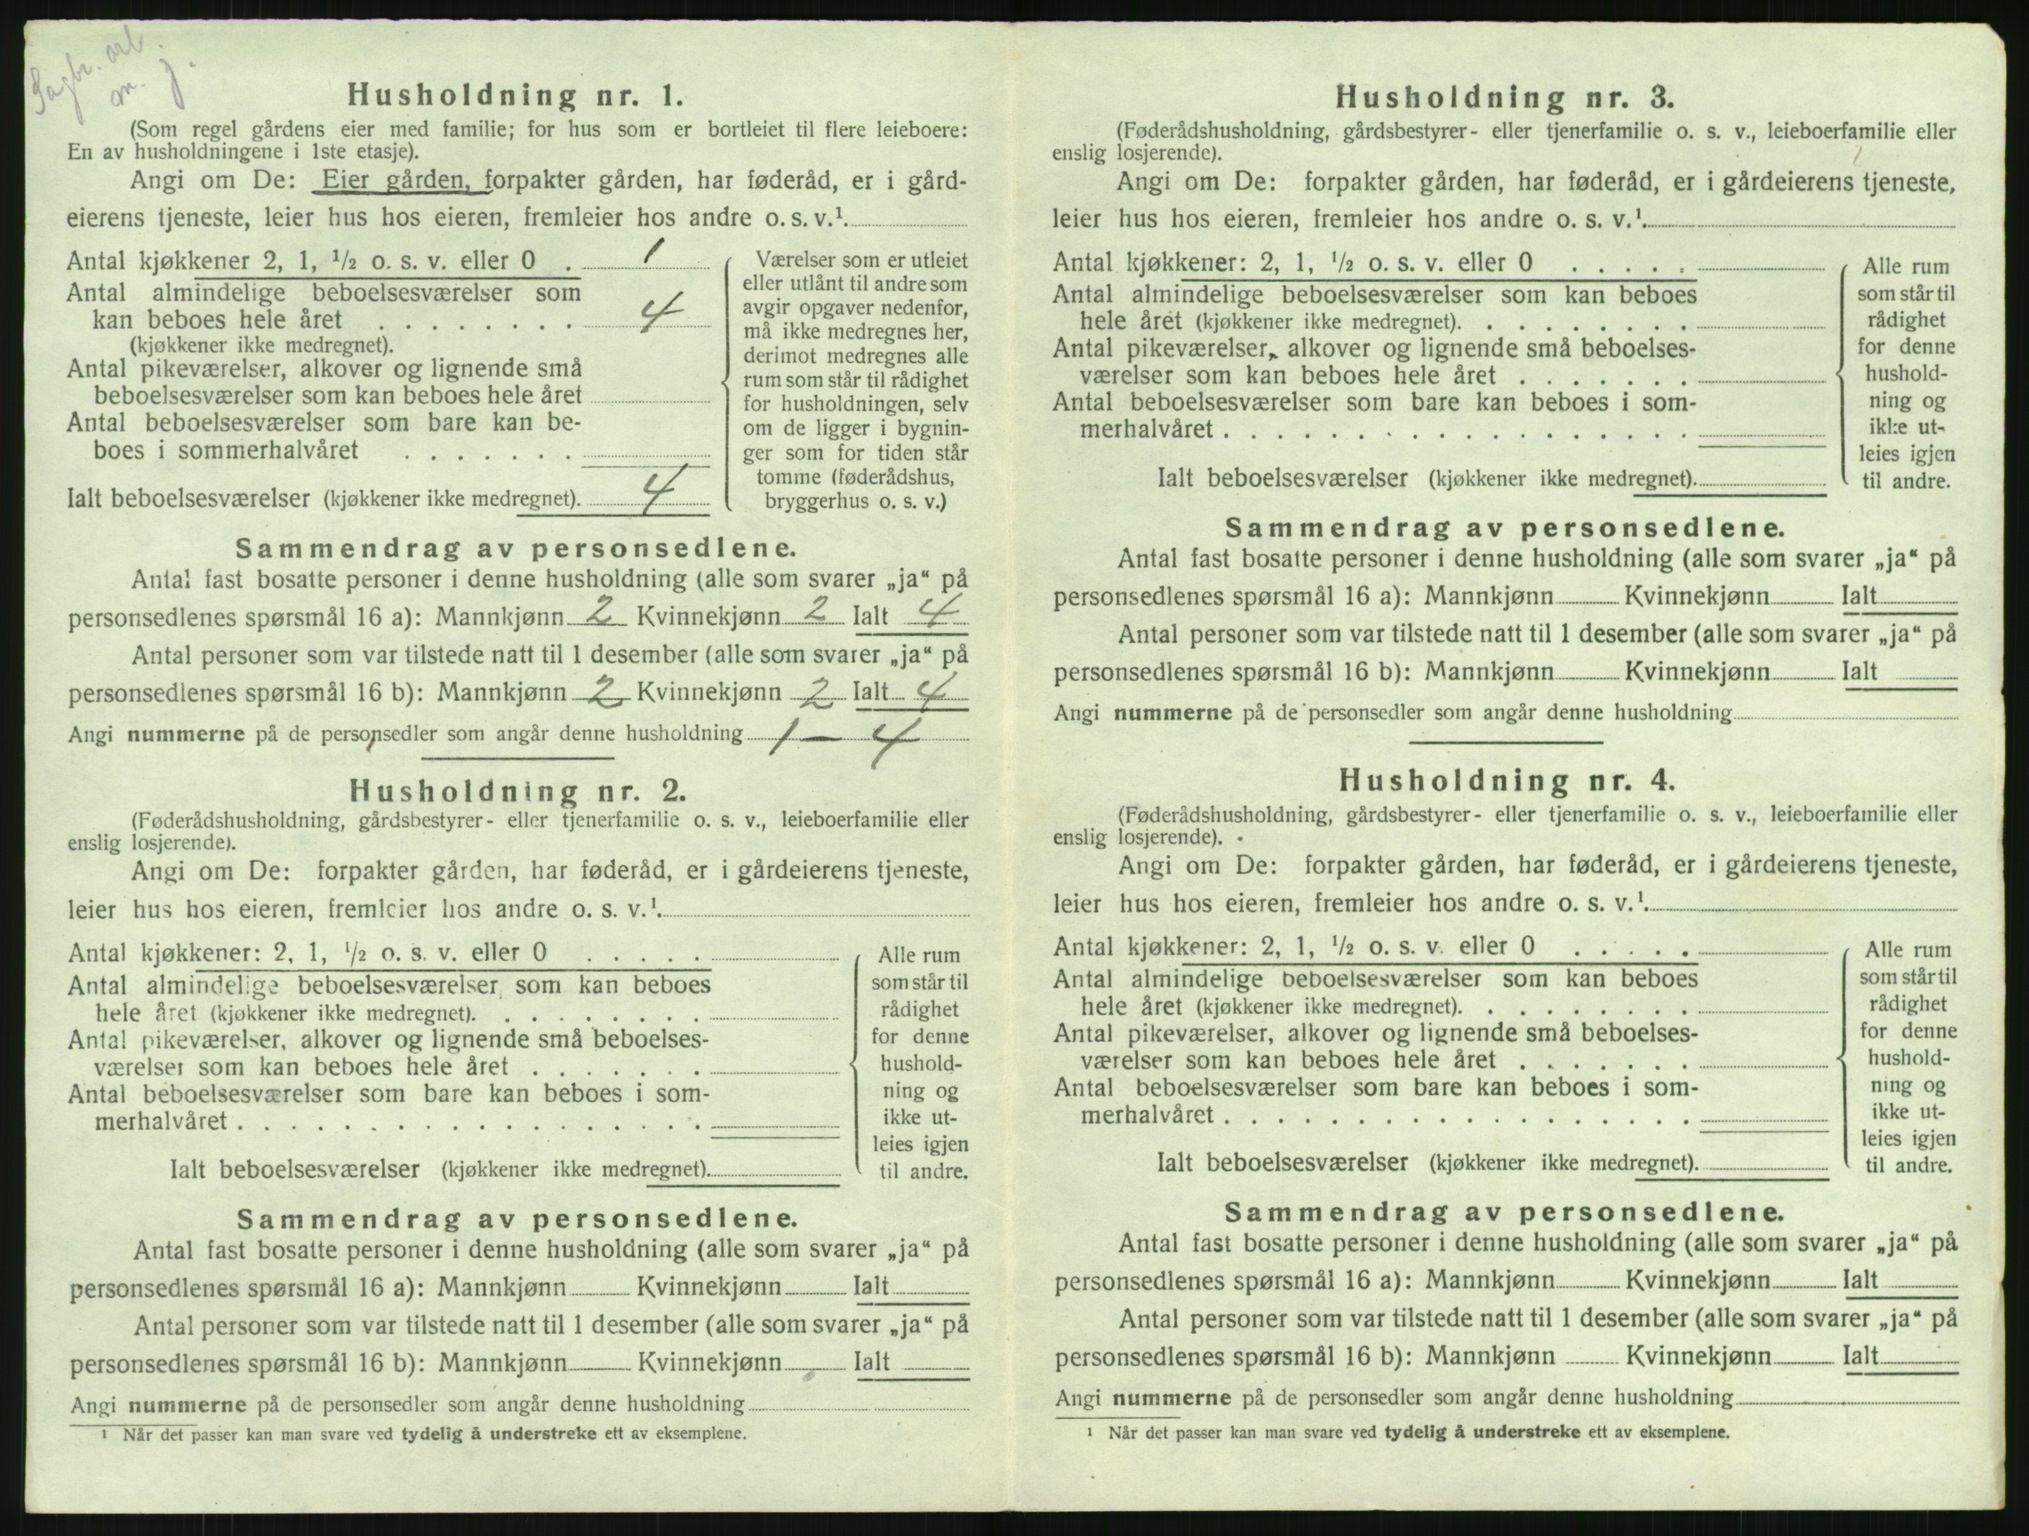 Sagbr. arb.
m. j.
Husholdning nr. 1.
(Som regel gårdens eier med familie; for hus som er bortleiet til flere leieboere:
En av husholdningene i 1ste etasje).
Angi om De: Eier gården, forpakter gården, har føderåd, er i gård-
eierens tjeneste, leier hus hos eieren, fremleier hos andre o. s. v.¹
Antal kjøkkener 2, 1, ½ o. s. v. eller 0 . 1
Antal almindelige beboelsesværelser som
kan beboes hele året . . . . . . . . 4
(kjøkkener ikke medregnet).
Antal pikeværelser, alkover og lignende små
beboelsesværelser som kan beboes hele året
Antal beboelsesværelser som bare kan be-
boes i sommerhalvåret . . . . . . .
Ialt beboelsesværelser (kjøkkener ikke medregnet). 4
Værelser som er utleiet
eller utlånt til andre som
avgir opgaver nedenfor,
må ikke medregnes her,
derimot medregnes alle
rum som står til rådighet
for husholdningen, selv
om de ligger i bygnin-
ger som for tiden står
tomme (føderådshus,
bryggerhus o. s. v.)
Sammendrag av personsedlene.
Antal fast bosatte personer i denne husholdning (alle som svarer „ja“ på
personsedlenes spørsmål 16 a): Mannkjønn 2 Kvinnekjønn 2 Ialt 4
Antal personer som var tilstede natt til 1 desember (alle som svarer „ja“ på
personsedlenes spørsmål 16 b): Mannkjønn 2 Kvinnekjønn 2 Ialt 4
Angi nummerne på de personsedler som angår denne husholdning 1 — 4
Husholdning nr. 2.
(Føderådshusholdning, gårdsbestyrer- eller tjenerfamilie o. s. v., leieboerfamilie eller
enslig losjerende).
Angi om De: forpakter gården, har føderåd, er i gårdeierens tjeneste,
leier hus hos eieren, fremleier hos andre o. s. v.¹
Antal kjøkkener: 2, 1, ½ o. s. v. eller 0 . . . . .
Antal almindelige beboelsesværelser som kan beboes
hele året (kjøkkener ikke medregnet). . . . . . . . .
Antal pikeværelser, alkover og lignende små beboelses-
værelser som kan beboes hele året . . . . . . .
Antal beboelsesværelser som bare kan beboes i som-
merhalvåret . . . . . . . . . . . . . . . . . .
Ialt beboelsesværelser (kjøkkener ikke medregnet).
Alle rum
som står til
rådighet
for denne
hushold-
ning og
ikke ut-
leies igjen
til andre.
Sammendrag av personsedlene.
Antal fast bosatte personer i denne husholdning (alle som svarer „ja“ på
personsedlenes spørsmål 16 a): Mannkjønn Kvinnekjønn Ialt
Antal personer som var tilstede natt til 1 desember (alle som svarer „ja“ på
personsedlenes spørsmål 16 b): Mannkjønn Kvinnekjønn Ialt
Angi nummerne på de personsedler som angår denne husholdning
¹ Når det passer kan man svare ved tydelig å understreke ett av eksemplene.
Husholdning nr. 3.
(Føderådshusholdning, gårdsbestyrer- eller tjenerfamilie o. s. v., leieboerfamilie eller
enslig losjerende).
Angi om De: forpakter gården, har føderåd, er i gårdeierens tjeneste,
leier hus hos eieren, fremleier hos andre o. s. v.¹
Antal kjøkkener: 2, 1, ½ o. s. v. eller 0 . . . . .
Antal almindelige beboelsesværelser som kan beboes
hele året (kjøkkener ikke medregnet). . . . . . . . .
Antal pikeværelser, alkover og lignende små beboelses-
værelser som kan beboes hele året . . . . . . .
Antal beboelsesværelser som bare kan beboes i som-
merhalvåret . . . . . . . . . . . . . . . . . .
Ialt beboelsesværelser (kjøkkener ikke medregnet).
Alle rum
som står til
rådighet
for denne
hushold-
ning og
ikke ut-
leies igjen
til andre.
Sammendrag av personsedlene.
Antal fast bosatte personer i denne husholdning (alle som svarer „ja“ på
personsedlenes spørsmål 16 a): Mannkjønn Kvinnekjønn Ialt
Antal personer som var tilstede natt til 1 desember (alle som svarer „ja“ på
personsedlenes spørsmål 16 b): Mannkjønn Kvinnekjønn Ialt
Angi nummerne på de personsedler som angår denne husholdning
Husholdning nr. 4.
(Føderådshusholdning, gårdsbestyrer- eller tjenerfamilie o. s. v., leieboerfamilie eller
enslig losjerende).
Angi om De: forpakter gården, har føderåd, er i gårdeierens tjeneste,
leier hus hos eieren, fremleier hos andre o. s. v.¹
Antal kjøkkener: 2, 1, ½ o. s. v. eller 0 . . . . .
Antal almindelige beboelsesværelser som kan beboes
hele året (kjøkkener ikke medregnet). . . . . . . . .
Antal pikeværelser, alkover og lignende små beboelses-
værelser som kan beboes hele året . . . . . . .
Antal beboelsesværelser som bare kan beboes i som-
merhalvåret . . . . . . . . . . . . . . . . . .
Ialt beboelsesværelser (kjøkkener ikke medregnet).
Alle rum
som står til
rådighet
for denne
hushold-
ning og
ikke ut-
leies igjen
til andre.
Sammendrag av personsedlene.
Antal fast bosatte personer i denne husholdning (alle som svarer „ja“ på
personsedlenes spørsmål 16 a): Mannkjønn Kvinnekjønn Ialt
Antal personer som var tilstede natt til 1 desember (alle som svarer „ja“ på
personsedlenes spørsmål 16 b): Mannkjønn Kvinnekjønn Ialt
Angi nummerne på de personsedler som angår denne husholdning
¹ Når det passer kan man svare ved tydelig å understreke ett av eksemplene.